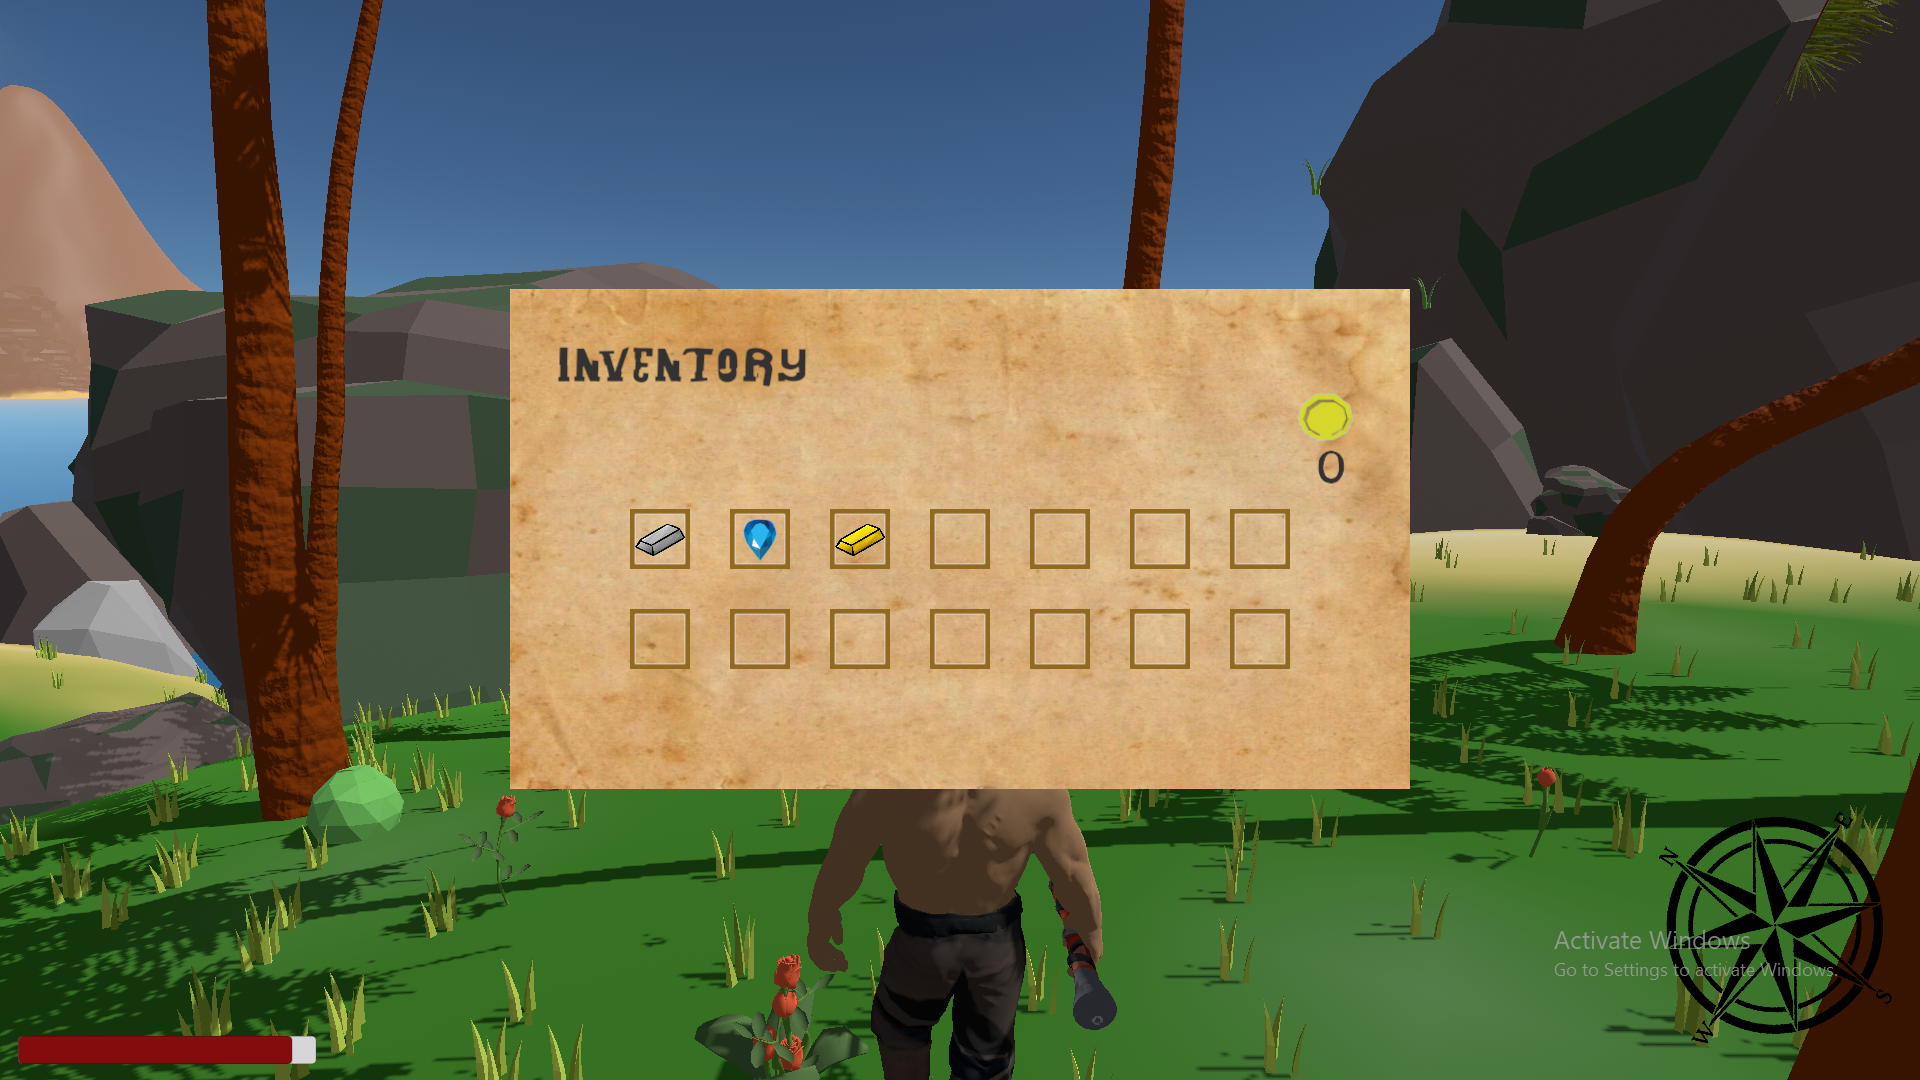 INVENTORY
0
N
E
Activate Windows
Go to Settings to activate Windows.
W
S